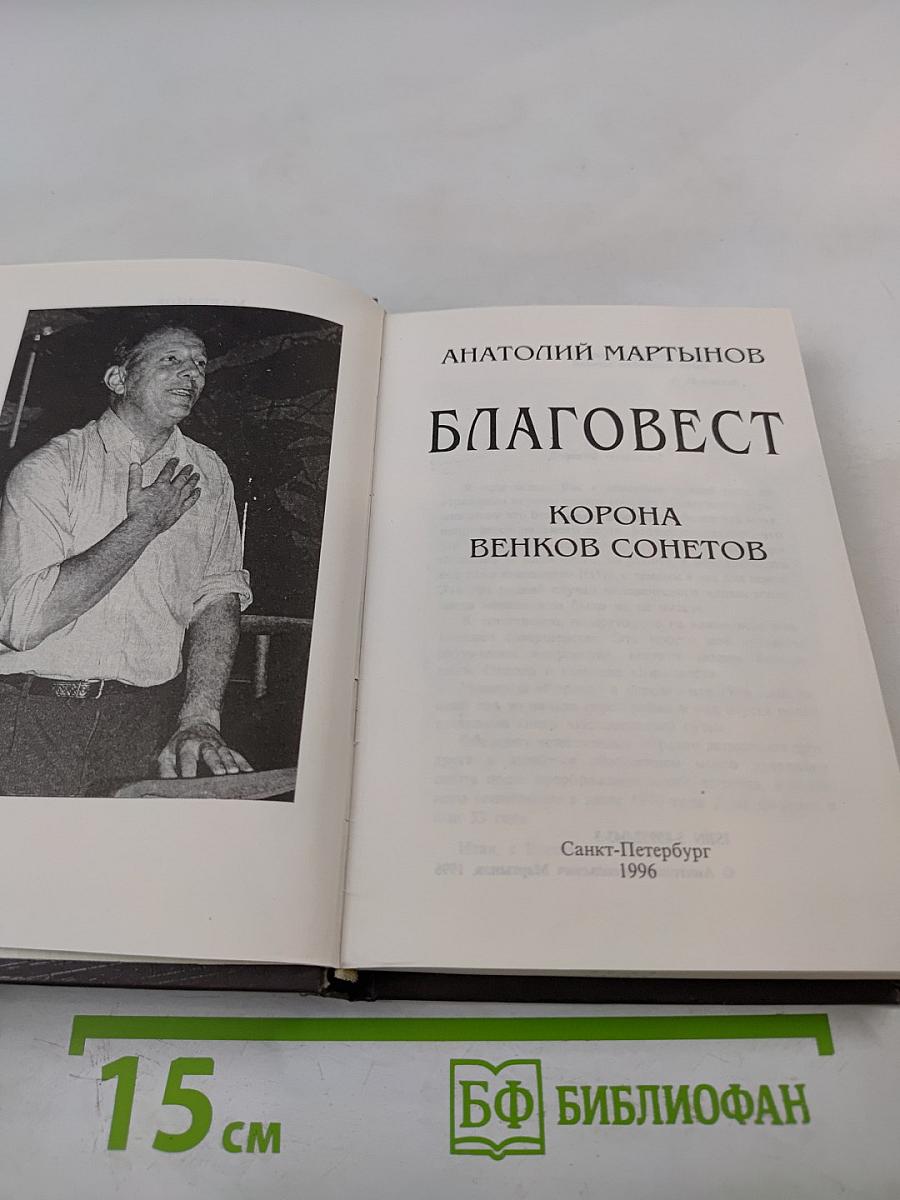 АНАТОЛИЙ МАРТЫНОВ
БЛАГОВЕСТ
КОРОНА
ВЕНКОВ СОНЕТОВ
Санкт-Петербург
1996
15 см
БФ БИБЛИОФАН